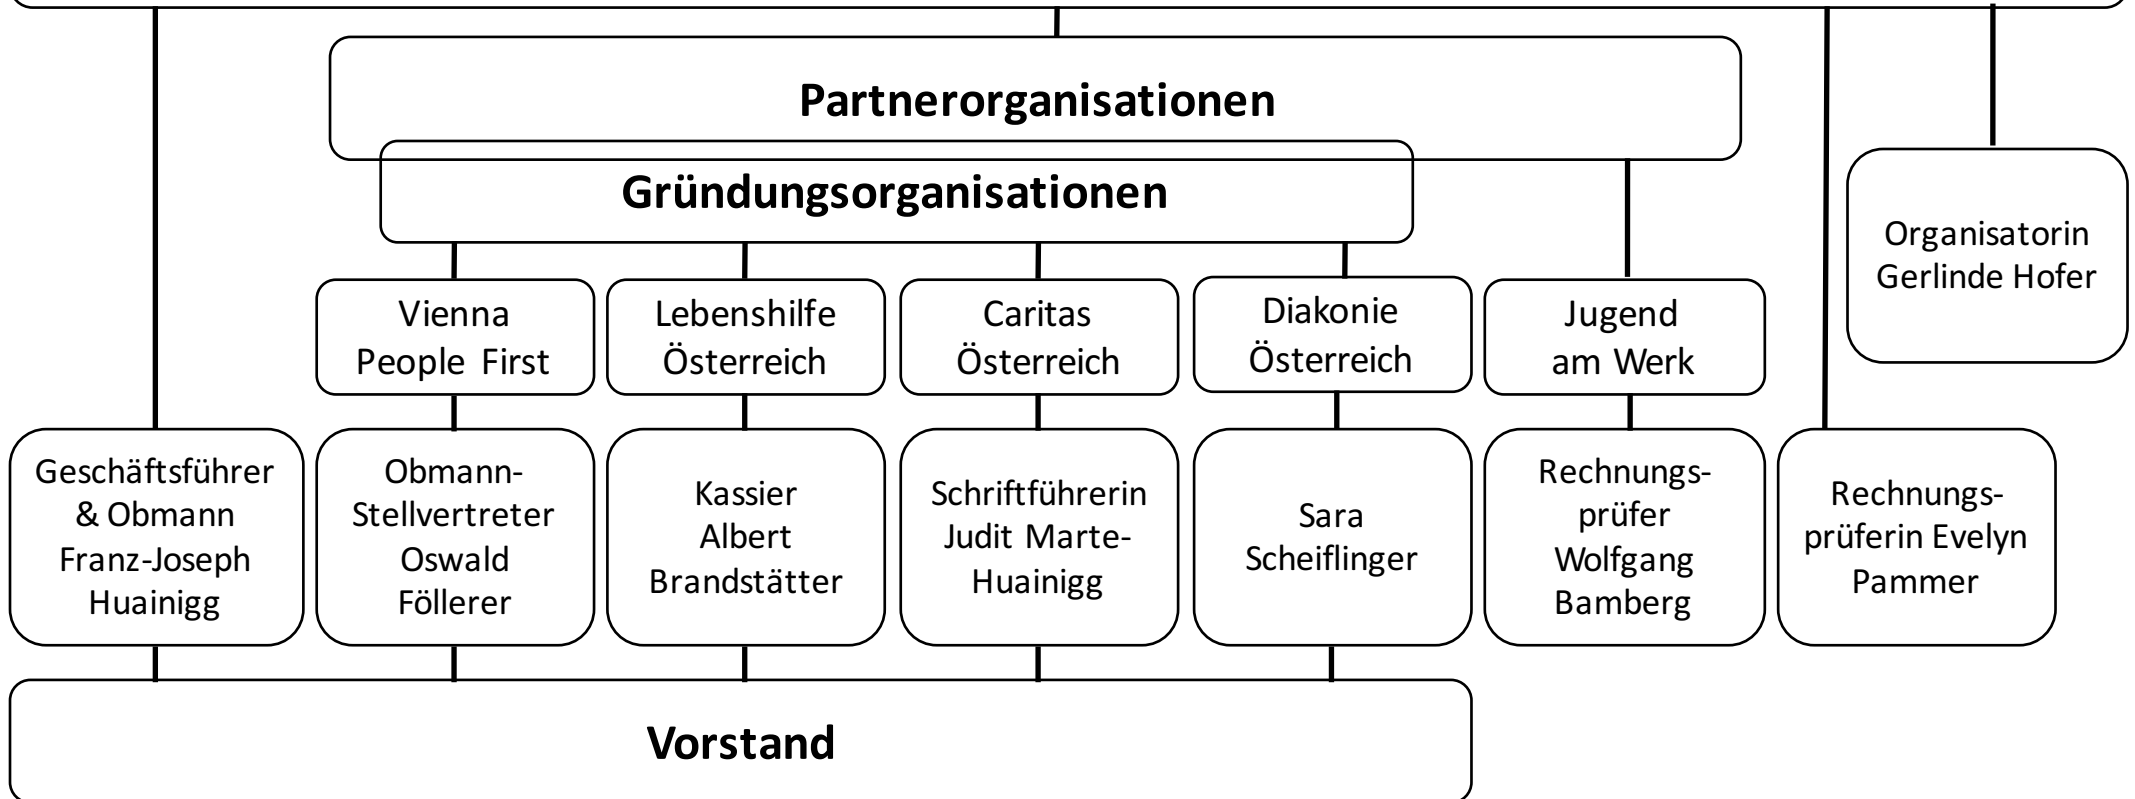 Partnerorganisationen
Gründungsorganisationen
Organisatorin
Gerlinde Hofer
Vienna
People First
Lebenshilfe
Österreich
Caritas
Österreich
Diakonie
Österreich
Jugend
am Werk
Geschäftsführer
& Obmann
Franz-Joseph
Huainigg
Obmann-
Stellvertreter
Oswald
Föllerer
Kassier
Albert
Brandstätter
Schriftführerin
Judit Marte-
Huainigg
Sara
Scheiflinger
Rechnungs-
prüfer
Wolfgang
Bamberg
Rechnungs-
prüferin Evelyn
Pammer
Vorstand